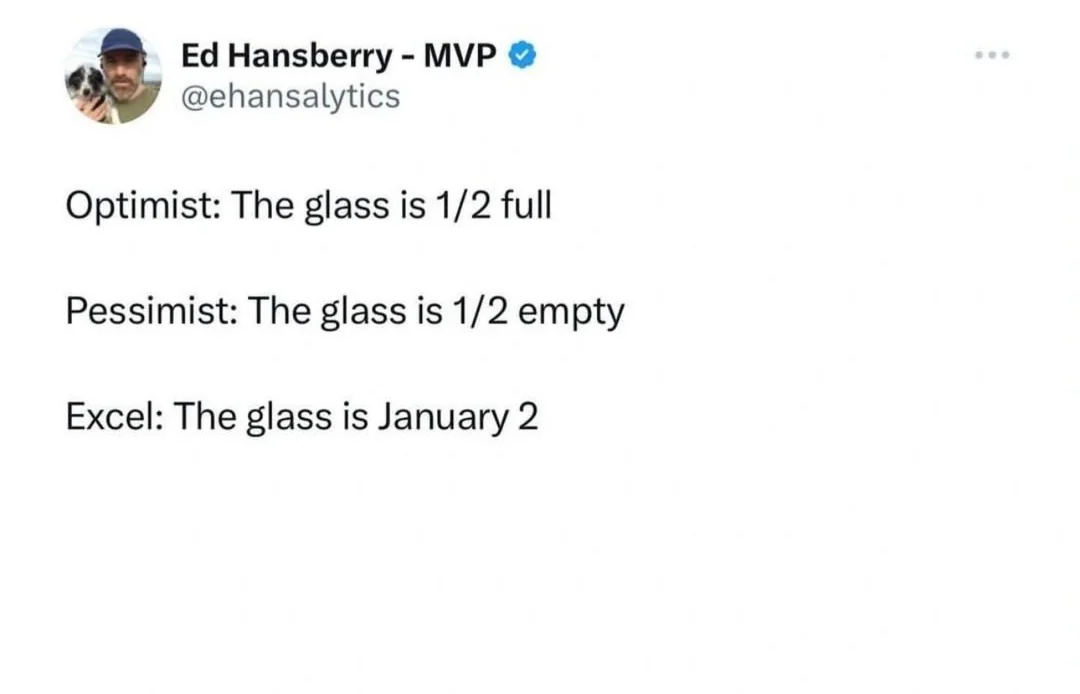 Ed Hansberry - MVP
@ehansalytics
Optimist: The glass is 1/2 full
Pessimist: The glass is 1/2 empty
Excel: The glass is January 2